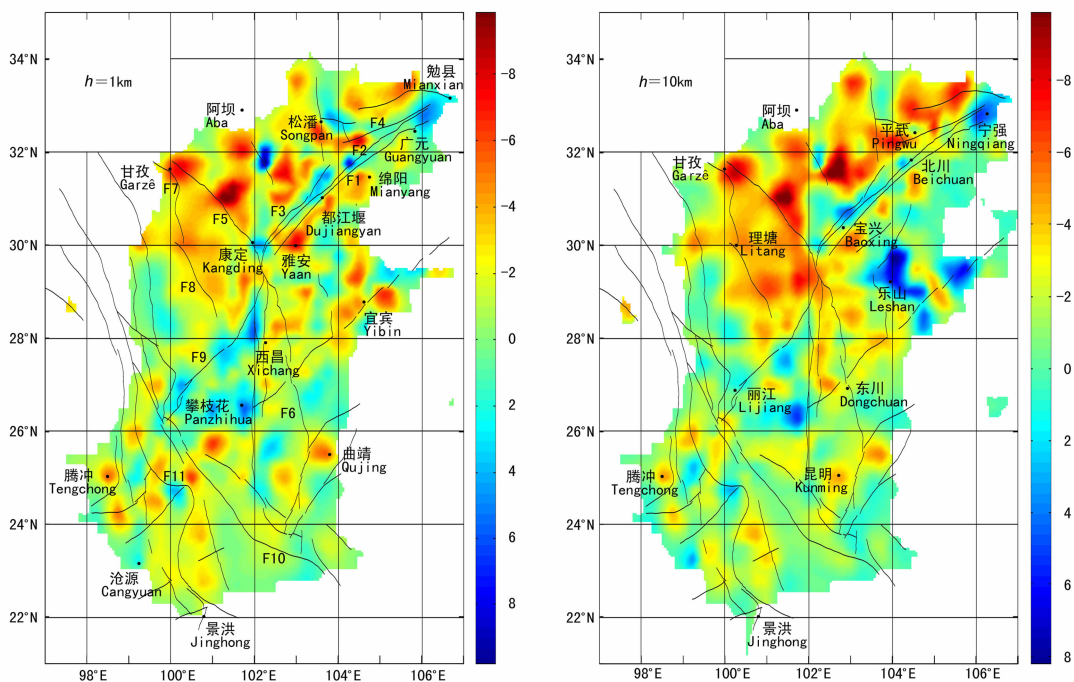 34°N
h=1km
勉县
Mianxian
阿坝
Aba
松潘
Songpan
F4
广元
Guangyuan
32°N
F2
甘孜
Garzê
F7
F1
绵阳
Mianyang
F5
F3
都江堰
Dujiangyan
30°N
康定
Kangding
雅安
Yaan
F8
宜宾
Yibin
28°N
F9
西昌
Xichang
攀枝花
Panzhihua
F6
26°N
曲靖
Qujing
腾冲
Tengchong
F11
24°N
F10
沧源
Cangyuan
22°N
景洪
Jinghong
98°E
100°E
102°E
104°E
106°E
-8
-6
-4
-2
0
2
4
6
8
34°N
h=10km
阿坝
Aba
平武
Pingwu
宁强
Ningqiang
32°N
甘孜
Garzê
北川
Beichuan
宝兴
Baoxing
30°N
理塘
Litang
乐山
Leshan
28°N
丽江
Lijiang
东川
Dongchuan
26°N
腾冲
Tengchong
昆明
Kunming
24°N
22°N
景洪
Jinghong
98°E
100°E
102°E
104°E
106°E
-8
-6
-4
-2
0
2
4
6
8